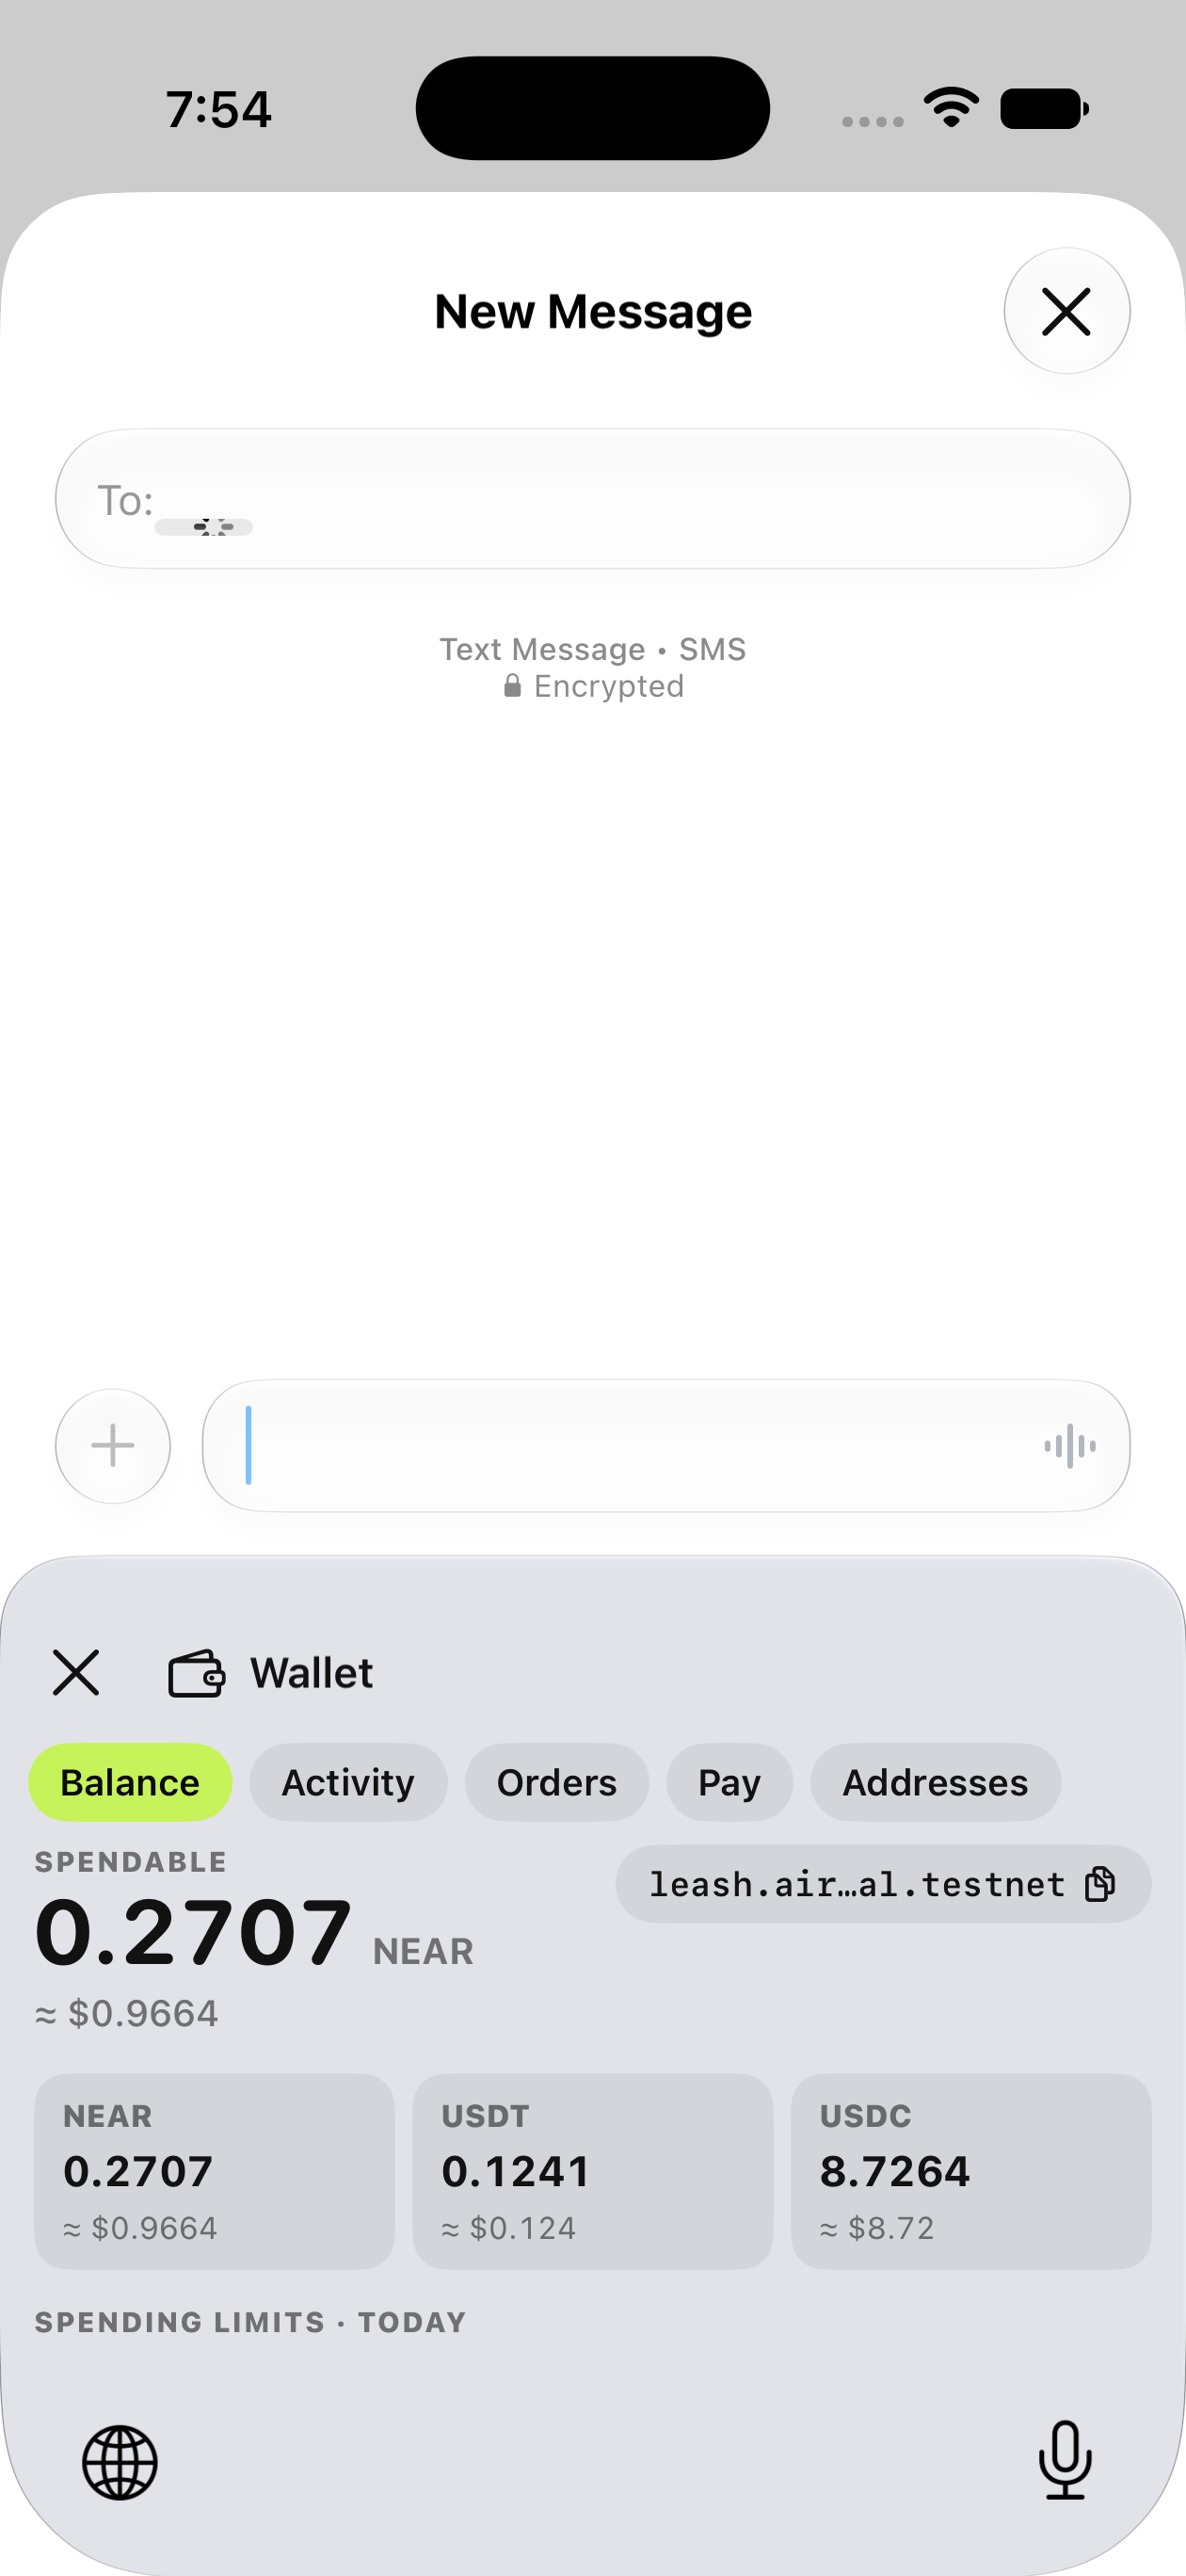 7:54
New Message
To:
Text Message • SMS
Encrypted
Wallet
Balance Activity Orders Pay Addresses
SPENDABLE
leash.air…al.testnet
0.2707 NEAR
≈ $0.9664
NEAR USDT USDC
0.2707 0.1241 8.7264
≈ $0.9664 ≈ $0.124 ≈ $8.72
SPENDING LIMITS · TODAY